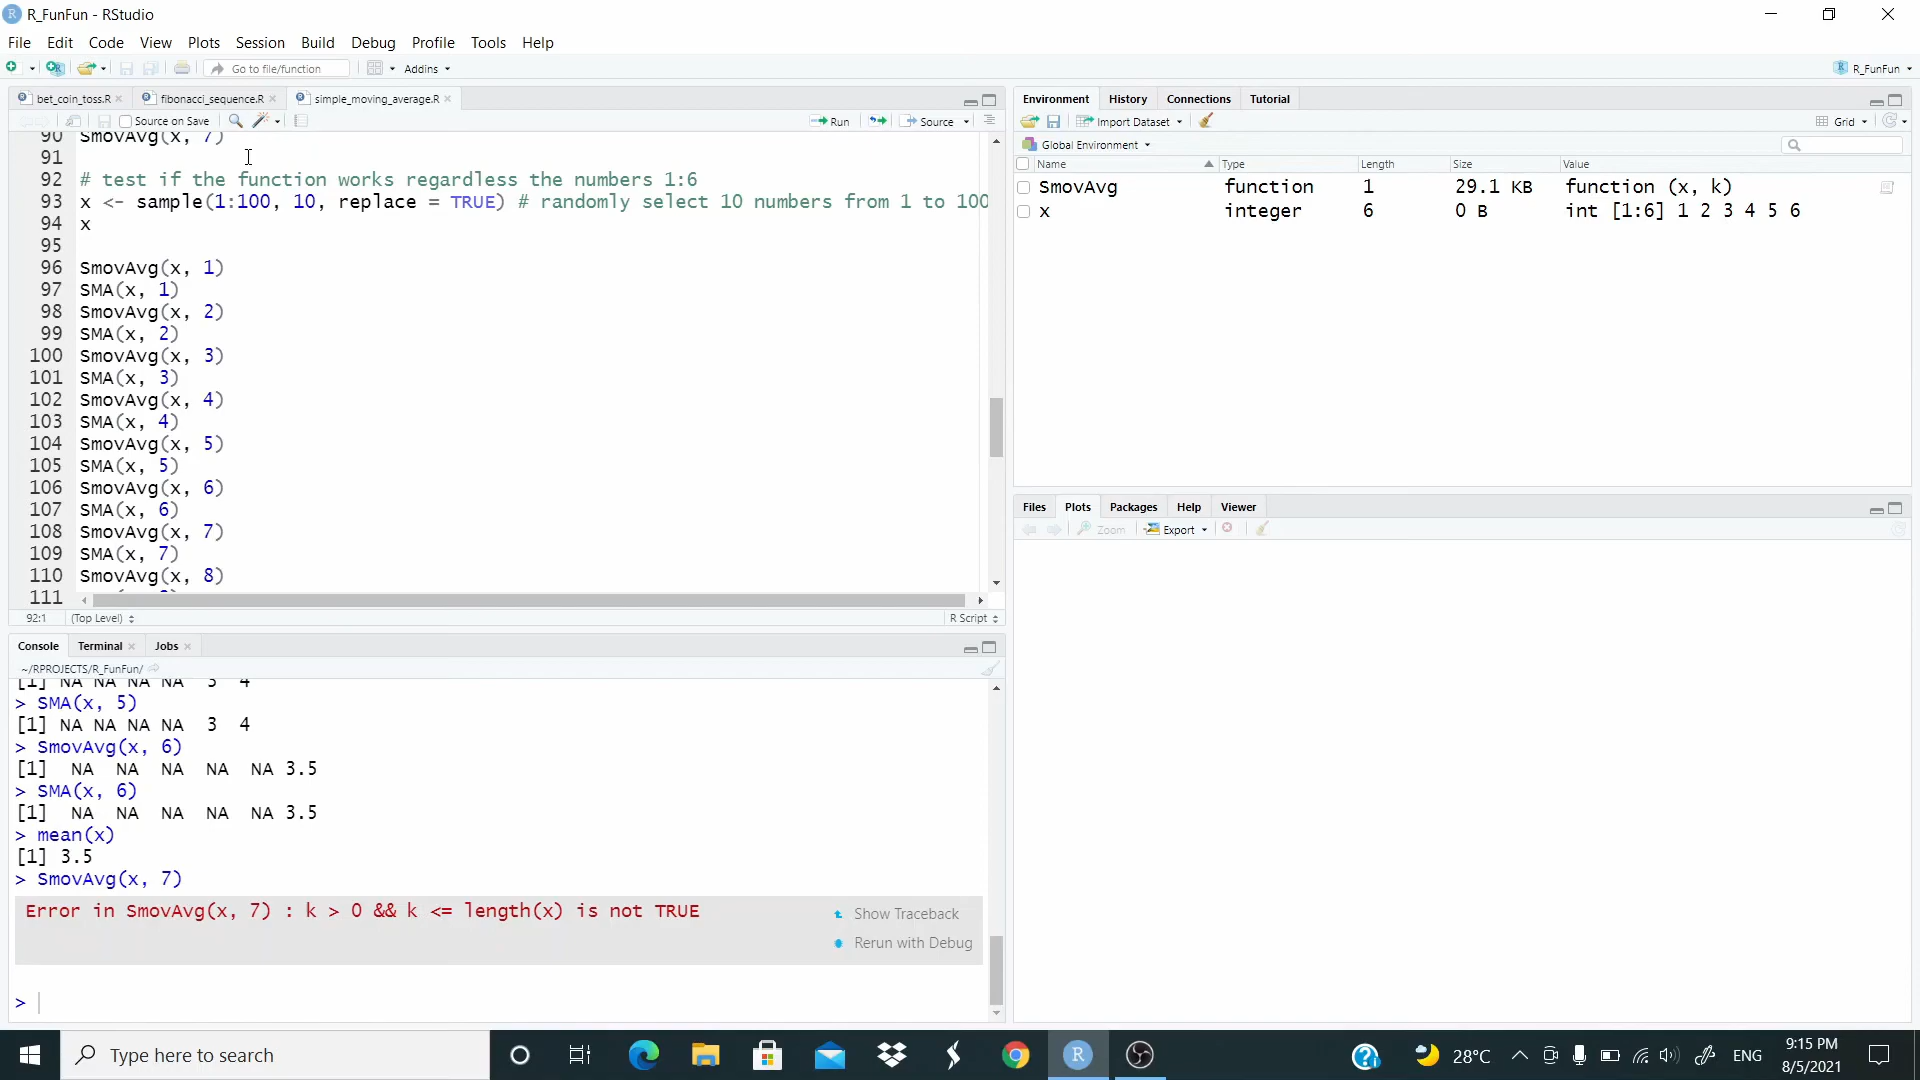 R_FunFun - RStudio
File Edit Code View Plots Session Build Debug Profile Tools Help
Go to file/function Addins R_FunFun
bet_coin_toss.R fibonacci_sequence.R simple_moving_average.R
Source on Save Run Source
90 SmovAvg(x, 7)
91
92 # test if the function works regardless the numbers 1:6
93 x <- sample(1:100, 10, replace = TRUE) # randomly select 10 numbers from 1 to 100
94 x
95
96 SmovAvg(x, 1)
97 SMA(x, 1)
98 SmovAvg(x, 2)
99 SMA(x, 2)
100 SmovAvg(x, 3)
101 SMA(x, 3)
102 SmovAvg(x, 4)
103 SMA(x, 4)
104 SmovAvg(x, 5)
105 SMA(x, 5)
106 SmovAvg(x, 6)
107 SMA(x, 6)
108 SmovAvg(x, 7)
109 SMA(x, 7)
110 SmovAvg(x, 8)
111
92:1 (Top Level) R Script
Console Terminal Jobs
~/RPROJECTS/R_FunFun/
[1] NA NA NA NA 3 4
> SMA(x, 5)
[1] NA NA NA NA 3 4
> SmovAvg(x, 6)
[1] NA NA NA NA NA 3.5
> SMA(x, 6)
[1] NA NA NA NA NA 3.5
> mean(x)
[1] 3.5
> SmovAvg(x, 7)
Error in SmovAvg(x, 7) : k > 0 && k <= length(x) is not TRUE
Show Traceback
Rerun with Debug
>
Environment History Connections Tutorial
Import Dataset Grid
Global Environment
Name Type Length Size Value
SmovAvg function 1 29.1 KB function (x, k)
x integer 6 0 B int [1:6] 1 2 3 4 5 6
Files Plots Packages Help Viewer
Zoom Export
Type here to search
28°C ENG
9:15 PM
8/5/2021